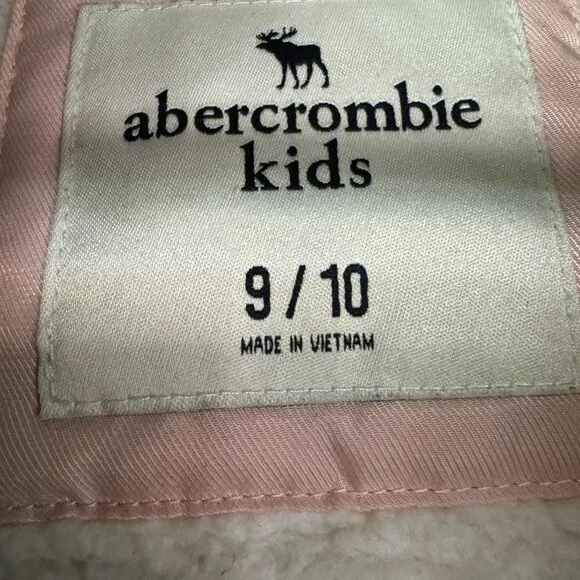 abercrombie
kids
9 / 10
MADE IN VIETNAM